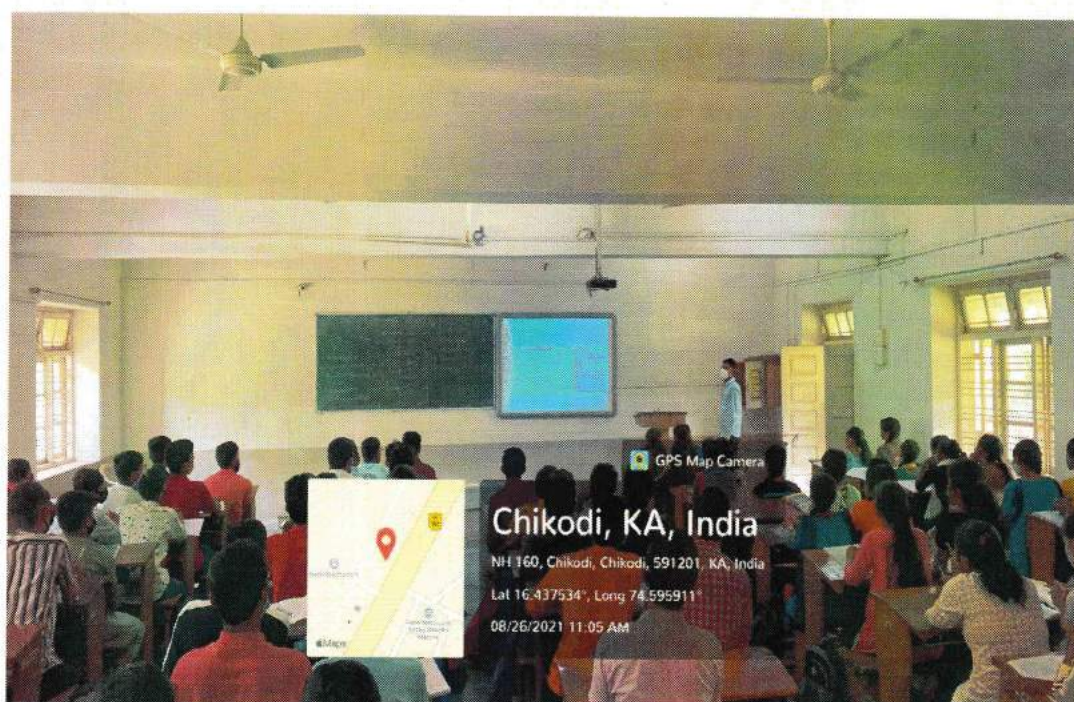 GPS Map Camera
Chikodi, KA, India
NH 160, Chikodi, Chikodi, 591201, KA, India
Lat 16.437534°, Long 74.595911°
08/26/2021 11:05 AM
Maps